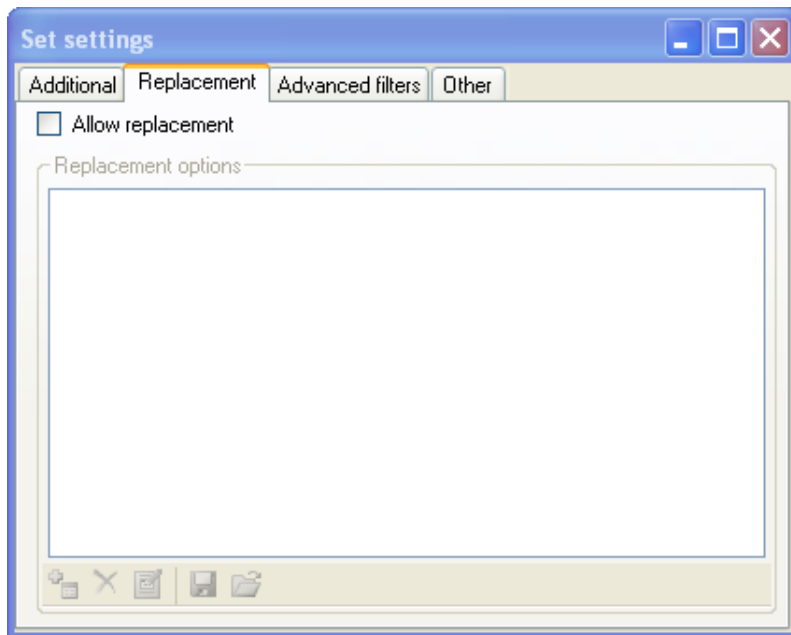 Set settings
Additional Replacement Advanced filters Other
Allow replacement
Replacement options